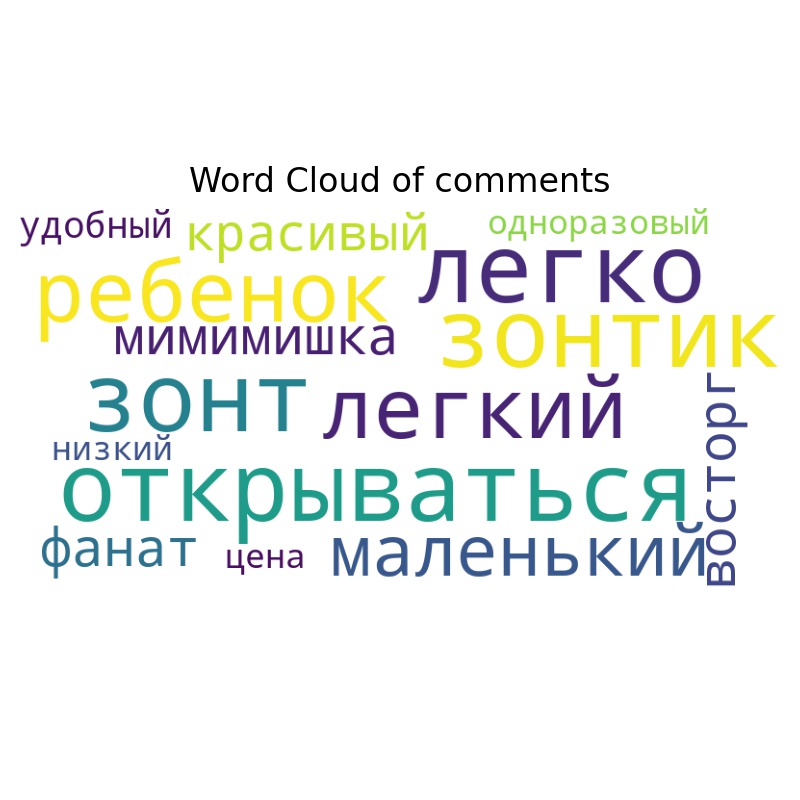 Word Cloud of comments
удобный
красивый
одноразовый
ребенок
легко
мимимишка
зонтик
зонт
легкий
восторг
низкий
открываться
фанат
цена
маленький